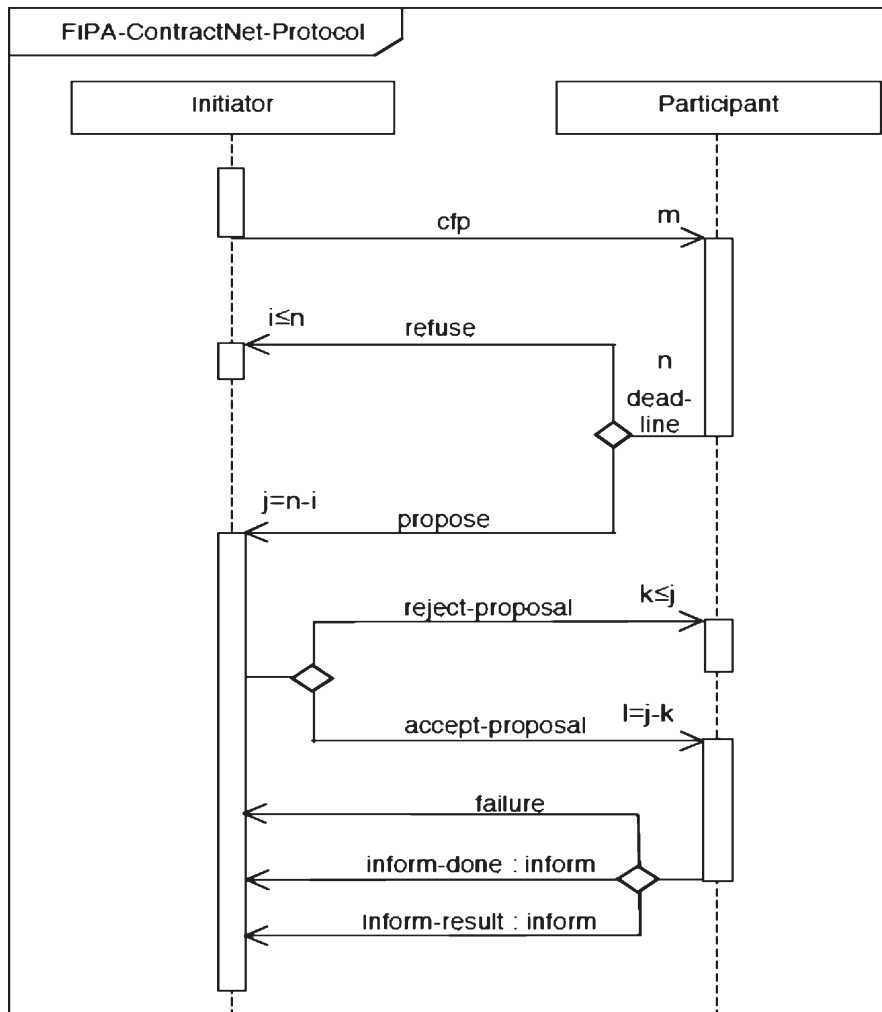 FIPA-ContractNet-Protocol
Initiator
Participant
cfp
m
i≤n
refuse
n
dead-
line
j=n-i
propose
reject-proposal
k≤j
accept-proposal
l=j-k
failure
inform-done : inform
inform-result : inform